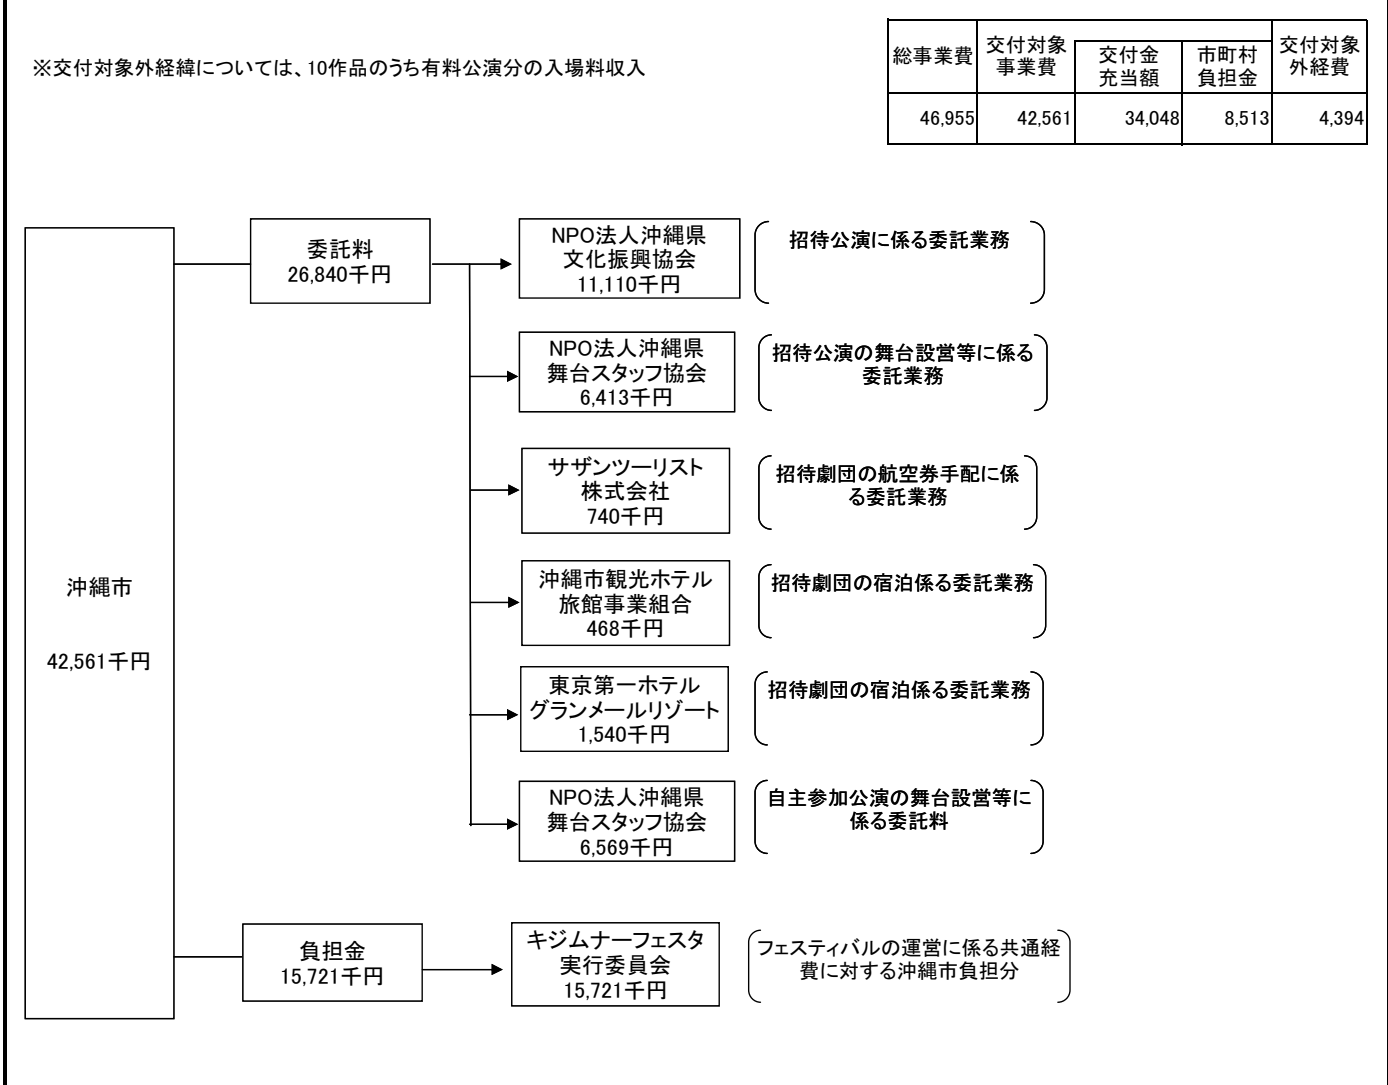 ※交付対象外経緯については、10作品のうち有料公演分の入場料収入
総事業費
交付対象
事業費
交付金
充当額
市町村
負担金
交付対象
外経費
46,955
42,561
34,048
8,513
4,394
沖縄市
42,561千円
委託料
26,840千円
NPO法人沖縄県
文化振興協会
11,110千円
招待公演に係る委託業務
NPO法人沖縄県
舞台スタッフ協会
6,413千円
招待公演の舞台設営等に係る
委託業務
サザンツーリスト
株式会社
740千円
招待劇団の航空券手配に係
る委託業務
沖縄市観光ホテル
旅館事業組合
468千円
招待劇団の宿泊係る委託業務
東京第一ホテル
グランメールリゾート
1,540千円
招待劇団の宿泊係る委託業務
NPO法人沖縄県
舞台スタッフ協会
6,569千円
自主参加公演の舞台設営等に
係る委託料
負担金
15,721千円
キジムナーフェスタ
実行委員会
15,721千円
フェスティバルの運営に係る共通経
費に対する沖縄市負担分